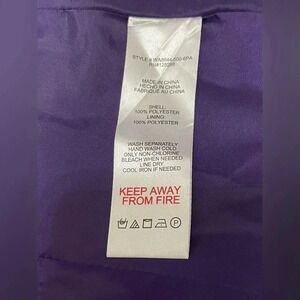 MADE IN CHINA
HECHO EN CHINA
FABRIQUÉ AU CHINA
SHELL:
100% POLYESTER
LINING:
100% POLYESTER
WASH SEPARATELY
HAND WASH COLD
ONLY NON-CHLORINE
BLEACH WHEN NEEDED
LINE DRY
COOL IRON IF NEEDED
KEEP AWAY
FROM FIRE